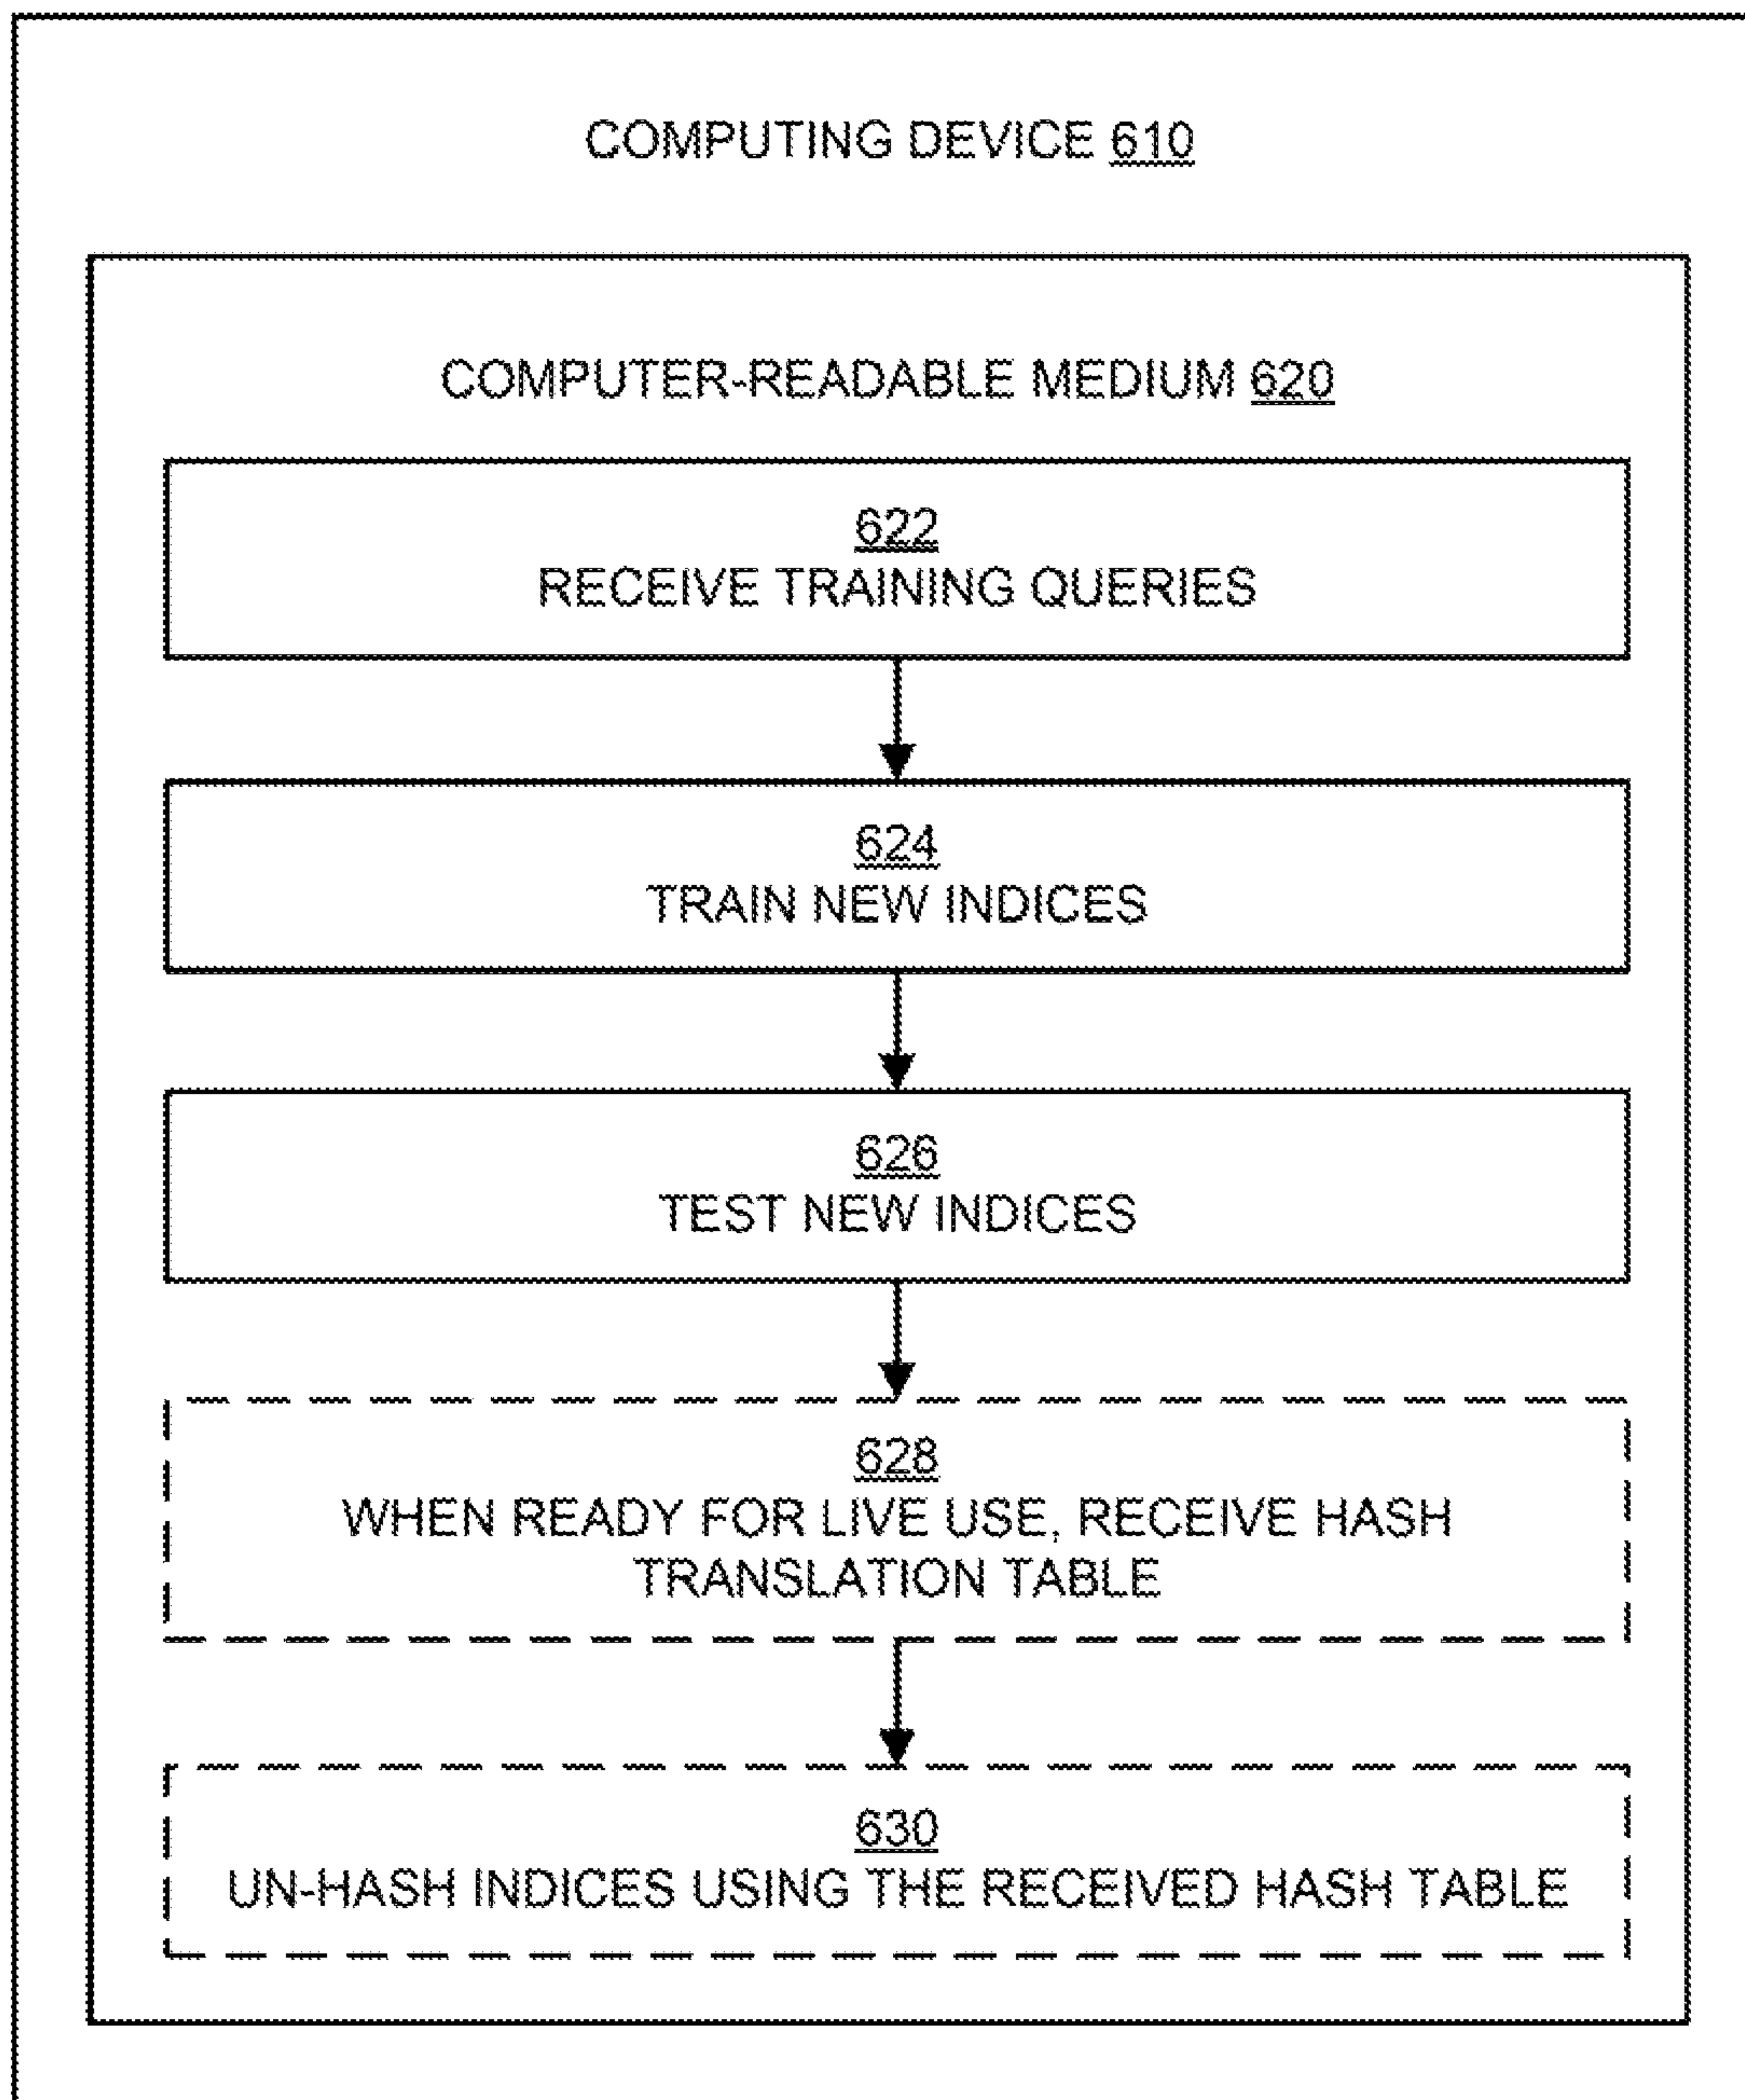 COMPUTING DEVICE 610
COMPUTER-READABLE MEDIUM 620
622
RECEIVE TRAINING QUERIES
624
TRAIN NEW INDICES
626
TEST NEW INDICES
628
WHEN READY FOR LIVE USE, RECEIVE HASH
TRANSLATION TABLE
630
UN-HASH INDICES USING THE RECEIVED HASH TABLE